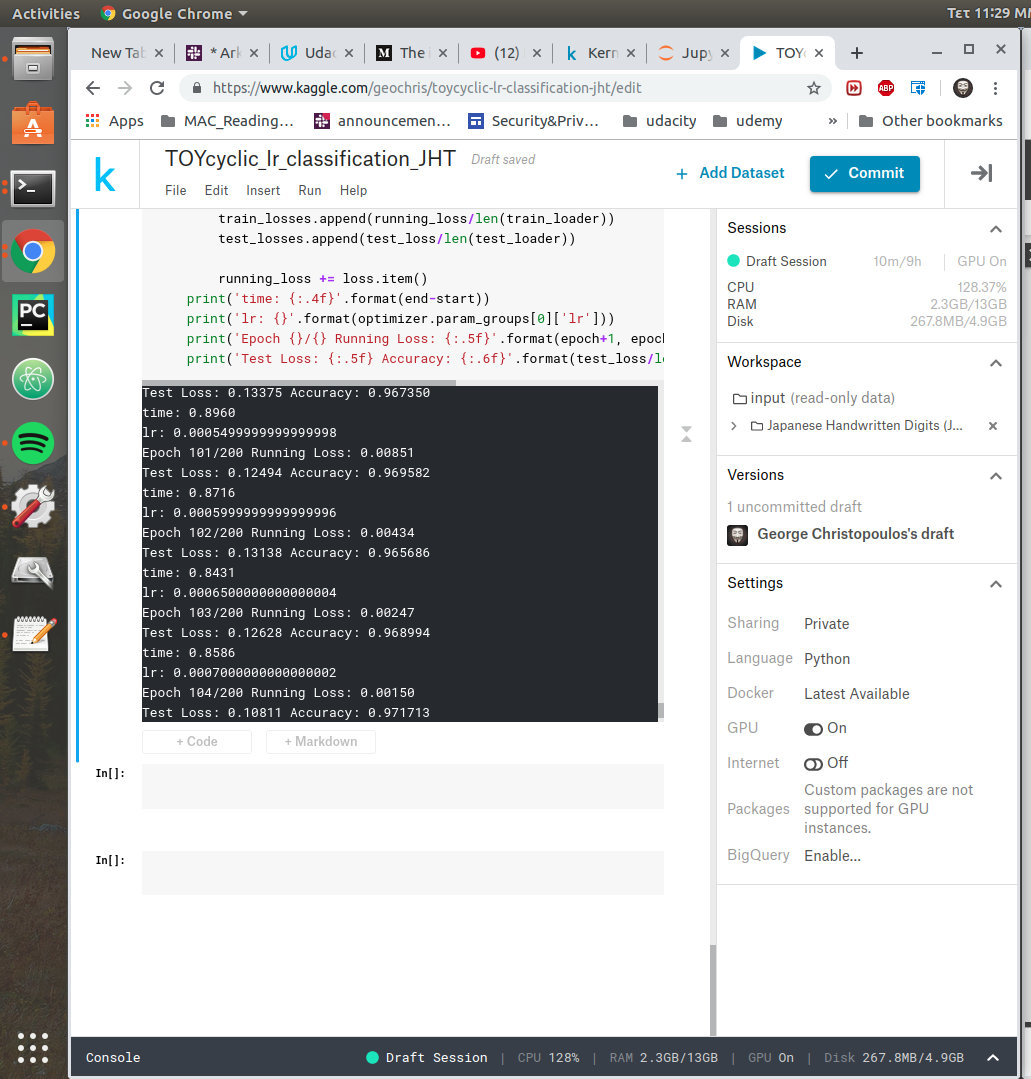 Activities
Google Chrome
Τετ 11:29
New Tab
* Ark
Udac
M The
(12)
k Kern
Jupy
TOY
https://www.kaggle.com/geochris/toycyclic-lr-classification-jht/edit
ABP
Apps
MAC_Reading...
announcemen...
Security&Priv...
udacity
udemy
»
Other bookmarks
k
TOYcyclic_lr_classification_JHT
Draft saved
File Edit Insert Run Help
+ Add Dataset
Commit
train_losses.append(running_loss/len(train_loader))
test_losses.append(test_loss/len(test_loader))
running_loss += loss.item()
print('time: {:.4f}'.format(end-start))
print('lr: {}'.format(optimizer.param_groups[0]['lr']))
print('Epoch {}/{} Running Loss: {:.5f}'.format(epoch+1, epoch
print('Test Loss: {:.5f} Accuracy: {:.6f}'.format(test_loss/le
Test Loss: 0.13375 Accuracy: 0.967350
time: 0.8960
lr: 0.0005499999999999998
Epoch 101/200 Running Loss: 0.00851
Test Loss: 0.12494 Accuracy: 0.969582
time: 0.8716
lr: 0.0005999999999999996
Epoch 102/200 Running Loss: 0.00434
Test Loss: 0.13138 Accuracy: 0.965686
time: 0.8431
lr: 0.0006500000000000004
Epoch 103/200 Running Loss: 0.00247
Test Loss: 0.12628 Accuracy: 0.968994
time: 0.8586
lr: 0.0007000000000000002
Epoch 104/200 Running Loss: 0.00150
Test Loss: 0.10811 Accuracy: 0.971713
+ Code
+ Markdown
In[]:
In[]:
Sessions
Draft Session 10m/9h GPU On
CPU 128.37%
RAM 2.3GB/13GB
Disk 267.8MB/4.9GB
Workspace
input (read-only data)
Japanese Handwritten Digits (J...
Versions
1 uncommitted draft
George Christopoulos's draft
Settings
Sharing Private
Language Python
Docker Latest Available
GPU On
Internet Off
Packages Custom packages are not
supported for GPU
instances.
BigQuery Enable...
PC
Console
Draft Session | CPU 128% | RAM 2.3GB/13GB | GPU On | Disk 267.8MB/4.9GB